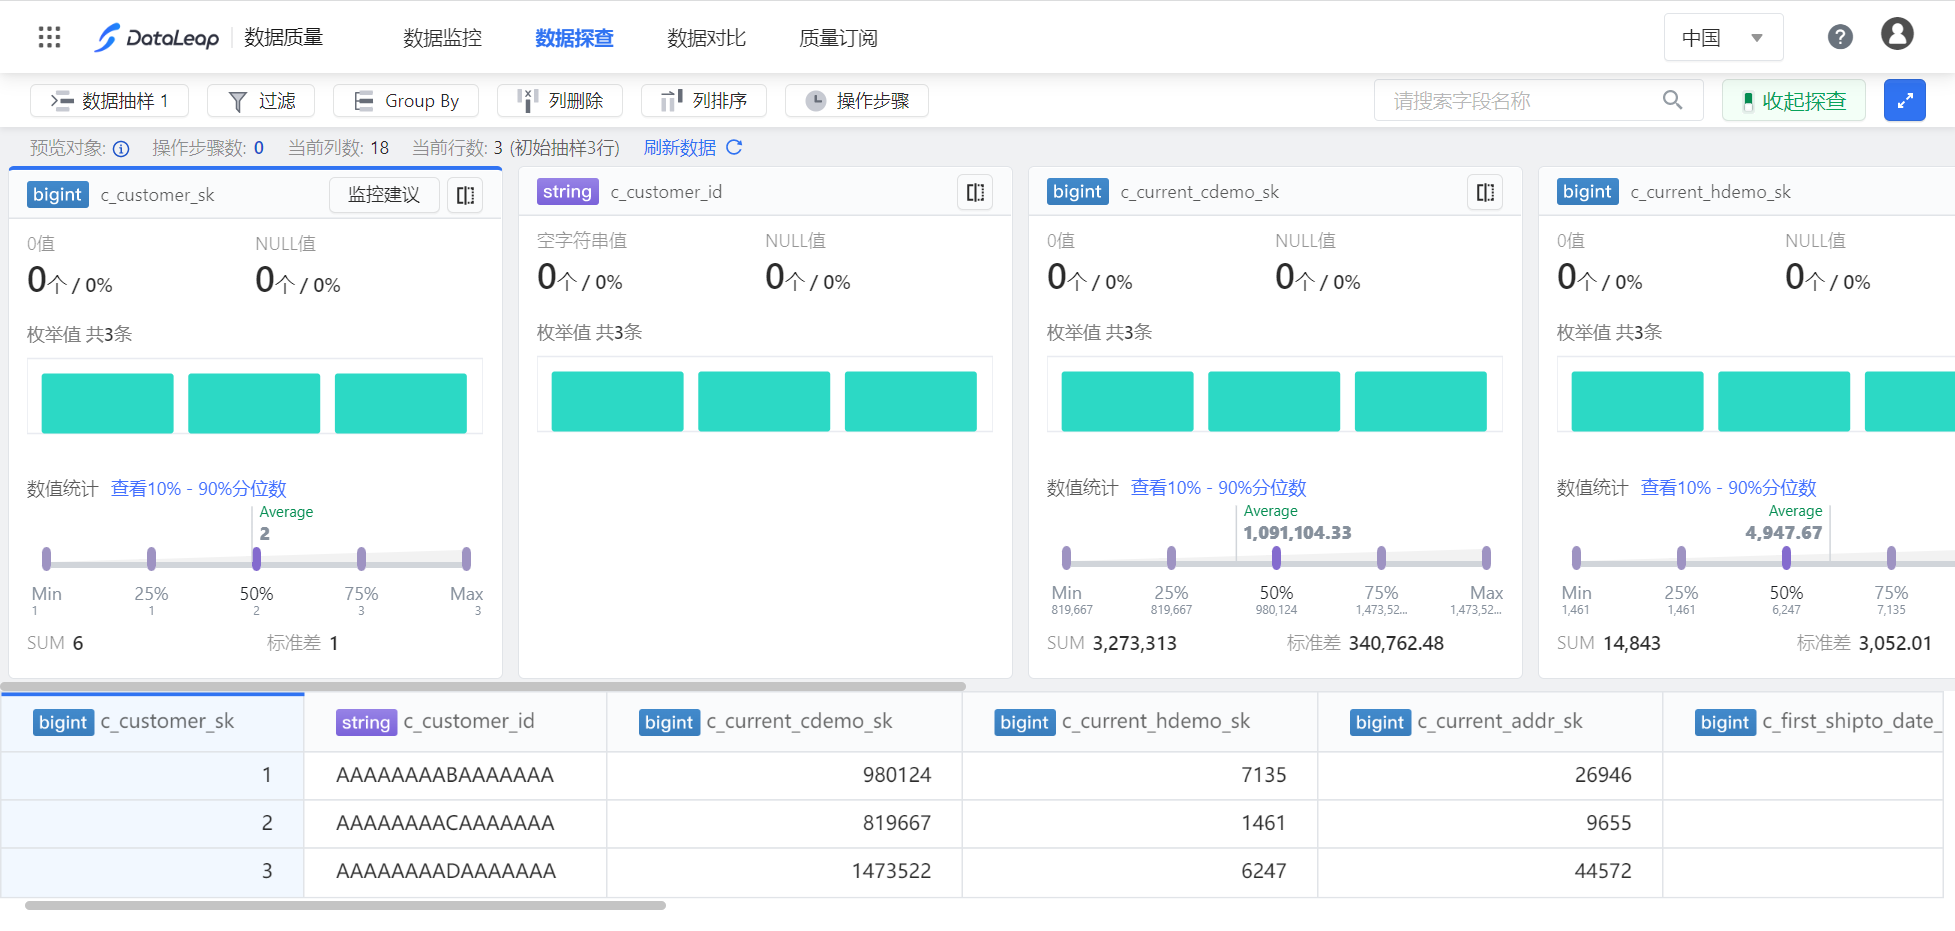 DataLeap 数据质量 数据监控 数据探查 数据对比 质量订阅 中国
数据抽样 1 过滤 Group By 列删除 列排序 操作步骤 请搜索字段名称 收起探查
预览对象: 操作步骤数: 0 当前列数: 18 当前行数: 3 (初始抽样3行) 刷新数据
bigint c_customer_sk 监控建议
0值 NULL值
0个 / 0% 0个 / 0%
枚举值 共3条
数值统计 查看10% - 90%分位数
Average
2
Min 25% 50% 75% Max
1 1 2 3 3
SUM 6 标准差 1
string c_customer_id
空字符串值 NULL值
0个 / 0% 0个 / 0%
枚举值 共3条
bigint c_current_cdemo_sk
0值 NULL值
0个 / 0% 0个 / 0%
枚举值 共3条
数值统计 查看10% - 90%分位数
Average
1,091,104.33
Min 25% 50% 75% Max
819,667 819,667 980,124 1,473,52... 1,473,52...
SUM 3,273,313 标准差 340,762.48
bigint c_current_hdemo_sk
0值 NULL值
0个 / 0% 0个 / 0%
枚举值 共3条
数值统计 查看10% - 90%分位数
Average
4,947.67
Min 25% 50% 75%
1,461 1,461 6,247 7,135
SUM 14,843 标准差 3,052.01
bigint c_customer_sk string c_customer_id bigint c_current_cdemo_sk bigint c_current_hdemo_sk bigint c_current_addr_sk bigint c_first_shipto_date_
1 AAAAAAAABAAAAAAA 980124 7135 26946
2 AAAAAAAACAAAAAAA 819667 1461 9655
3 AAAAAAAADAAAAAAA 1473522 6247 44572